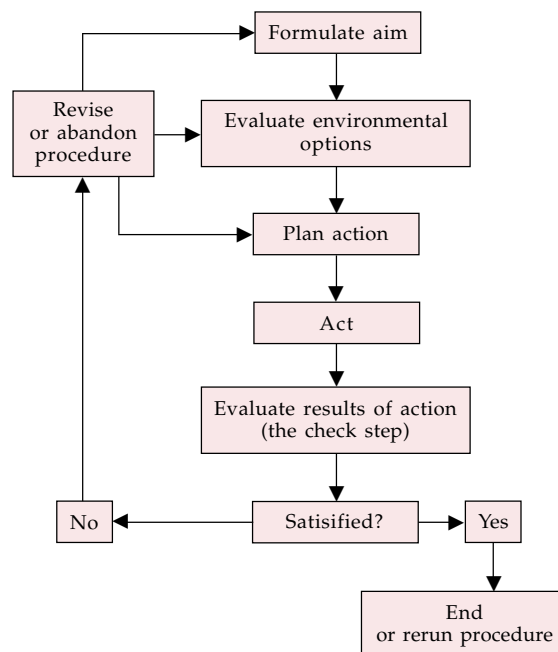 Formulate aim
Revise
or abandon
procedure
Evaluate environmental
options
Plan action
Act
Evaluate results of action
(the check step)
No
Satisified?
Yes
End
or rerun procedure